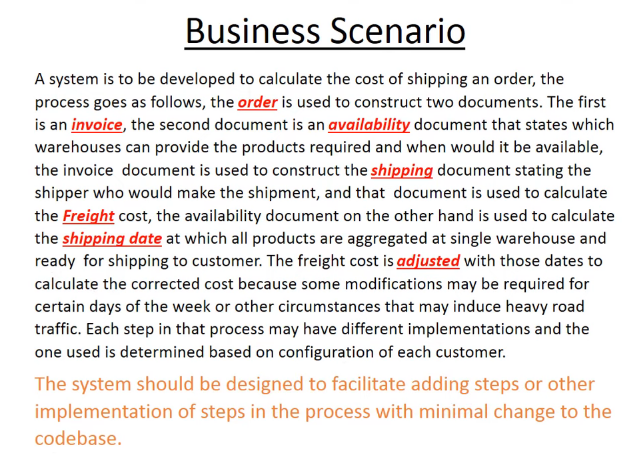 Business Scenario
A system is to be developed to calculate the cost of shipping an order, the
process goes as follows, the order is used to construct two documents. The first
is an invoice, the second document is an availability document that states which
warehouses can provide the products required and when would it be available,
the invoice document is used to construct the shipping document stating the
shipper who would make the shipment, and that document is used to calculate
the Freight cost, the availability document on the other hand is used to calculate
the shipping date at which all products are aggregated at single warehouse and
ready for shipping to customer. The freight cost is adjusted with those dates to
calculate the corrected cost because some modifications may be required for
certain days of the week or other circumstances that may induce heavy road
traffic. Each step in that process may have different implementations and the
one used is determined based on configuration of each customer.
The system should be designed to facilitate adding steps or other
implementation of steps in the process with minimal change to the
codebase.